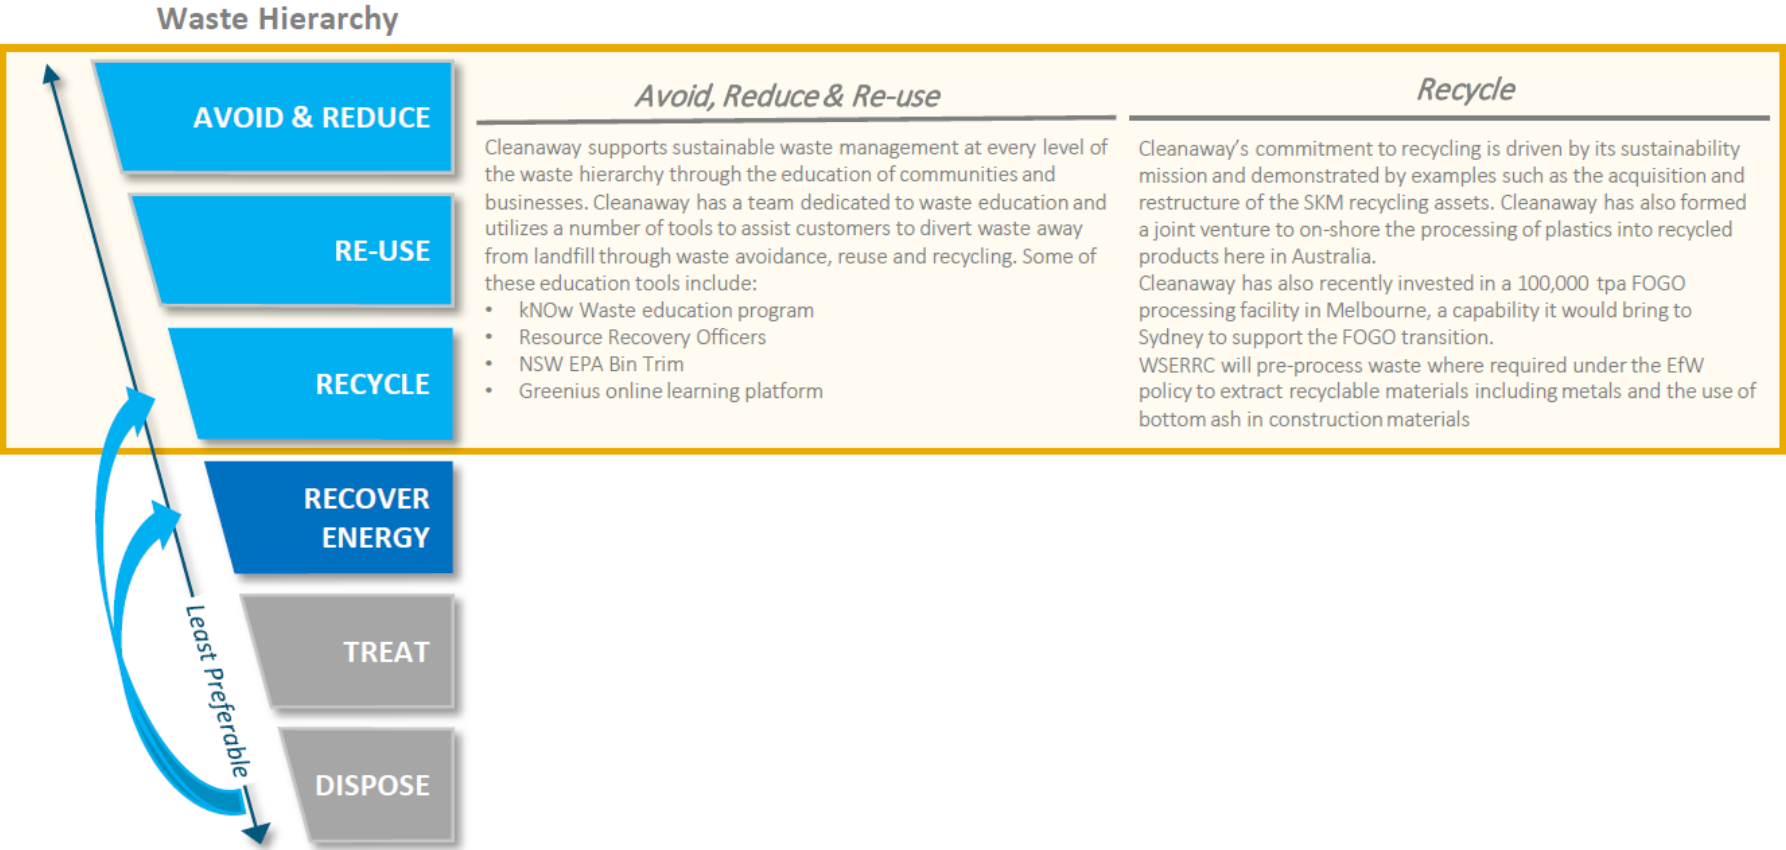 Waste Hierarchy
AVOID & REDUCE
RE-USE
RECYCLE
RECOVER
ENERGY
TREAT
DISPOSE
Least Preferable
Avoid, Reduce & Re-use
Cleanaway supports sustainable waste management at every level of
the waste hierarchy through the education of communities and
businesses. Cleanaway has a team dedicated to waste education and
utilizes a number of tools to assist customers to divert waste away
from landfill through waste avoidance, reuse and recycling. Some of
these education tools include:
• kNOw Waste education program
• Resource Recovery Officers
• NSW EPA Bin Trim
• Greenius online learning platform
Recycle
Cleanaway’s commitment to recycling is driven by its sustainability
mission and demonstrated by examples such as the acquisition and
restructure of the SKM recycling assets. Cleanaway has also formed
a joint venture to on-shore the processing of plastics into recycled
products here in Australia.
Cleanaway has also recently invested in a 100,000 tpa FOGO
processing facility in Melbourne, a capability it would bring to
Sydney to support the FOGO transition.
WSERRC will pre-process waste where required under the EfW
policy to extract recyclable materials including metals and the use of
bottom ash in construction materials